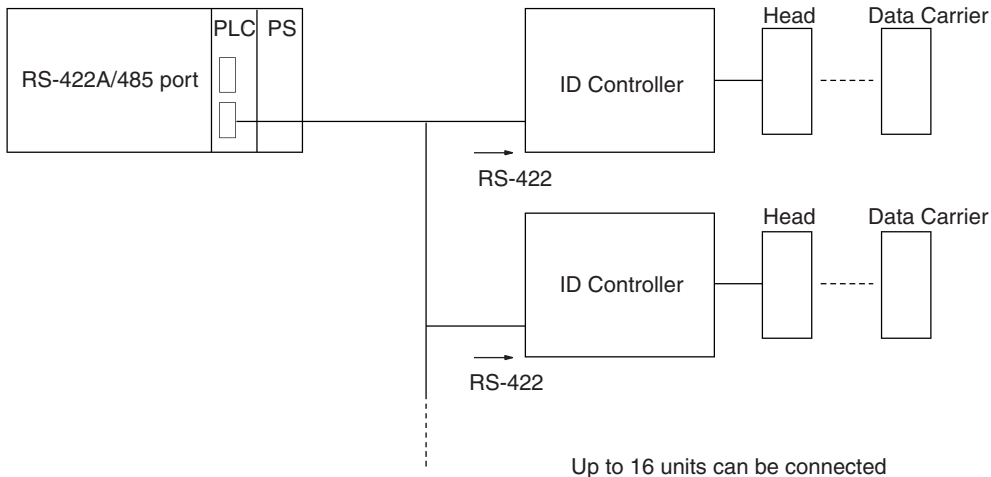 PLC PS
RS-422A/485 port
Head
Data Carrier
ID Controller
RS-422
Head
Data Carrier
ID Controller
RS-422
Up to 16 units can be connected